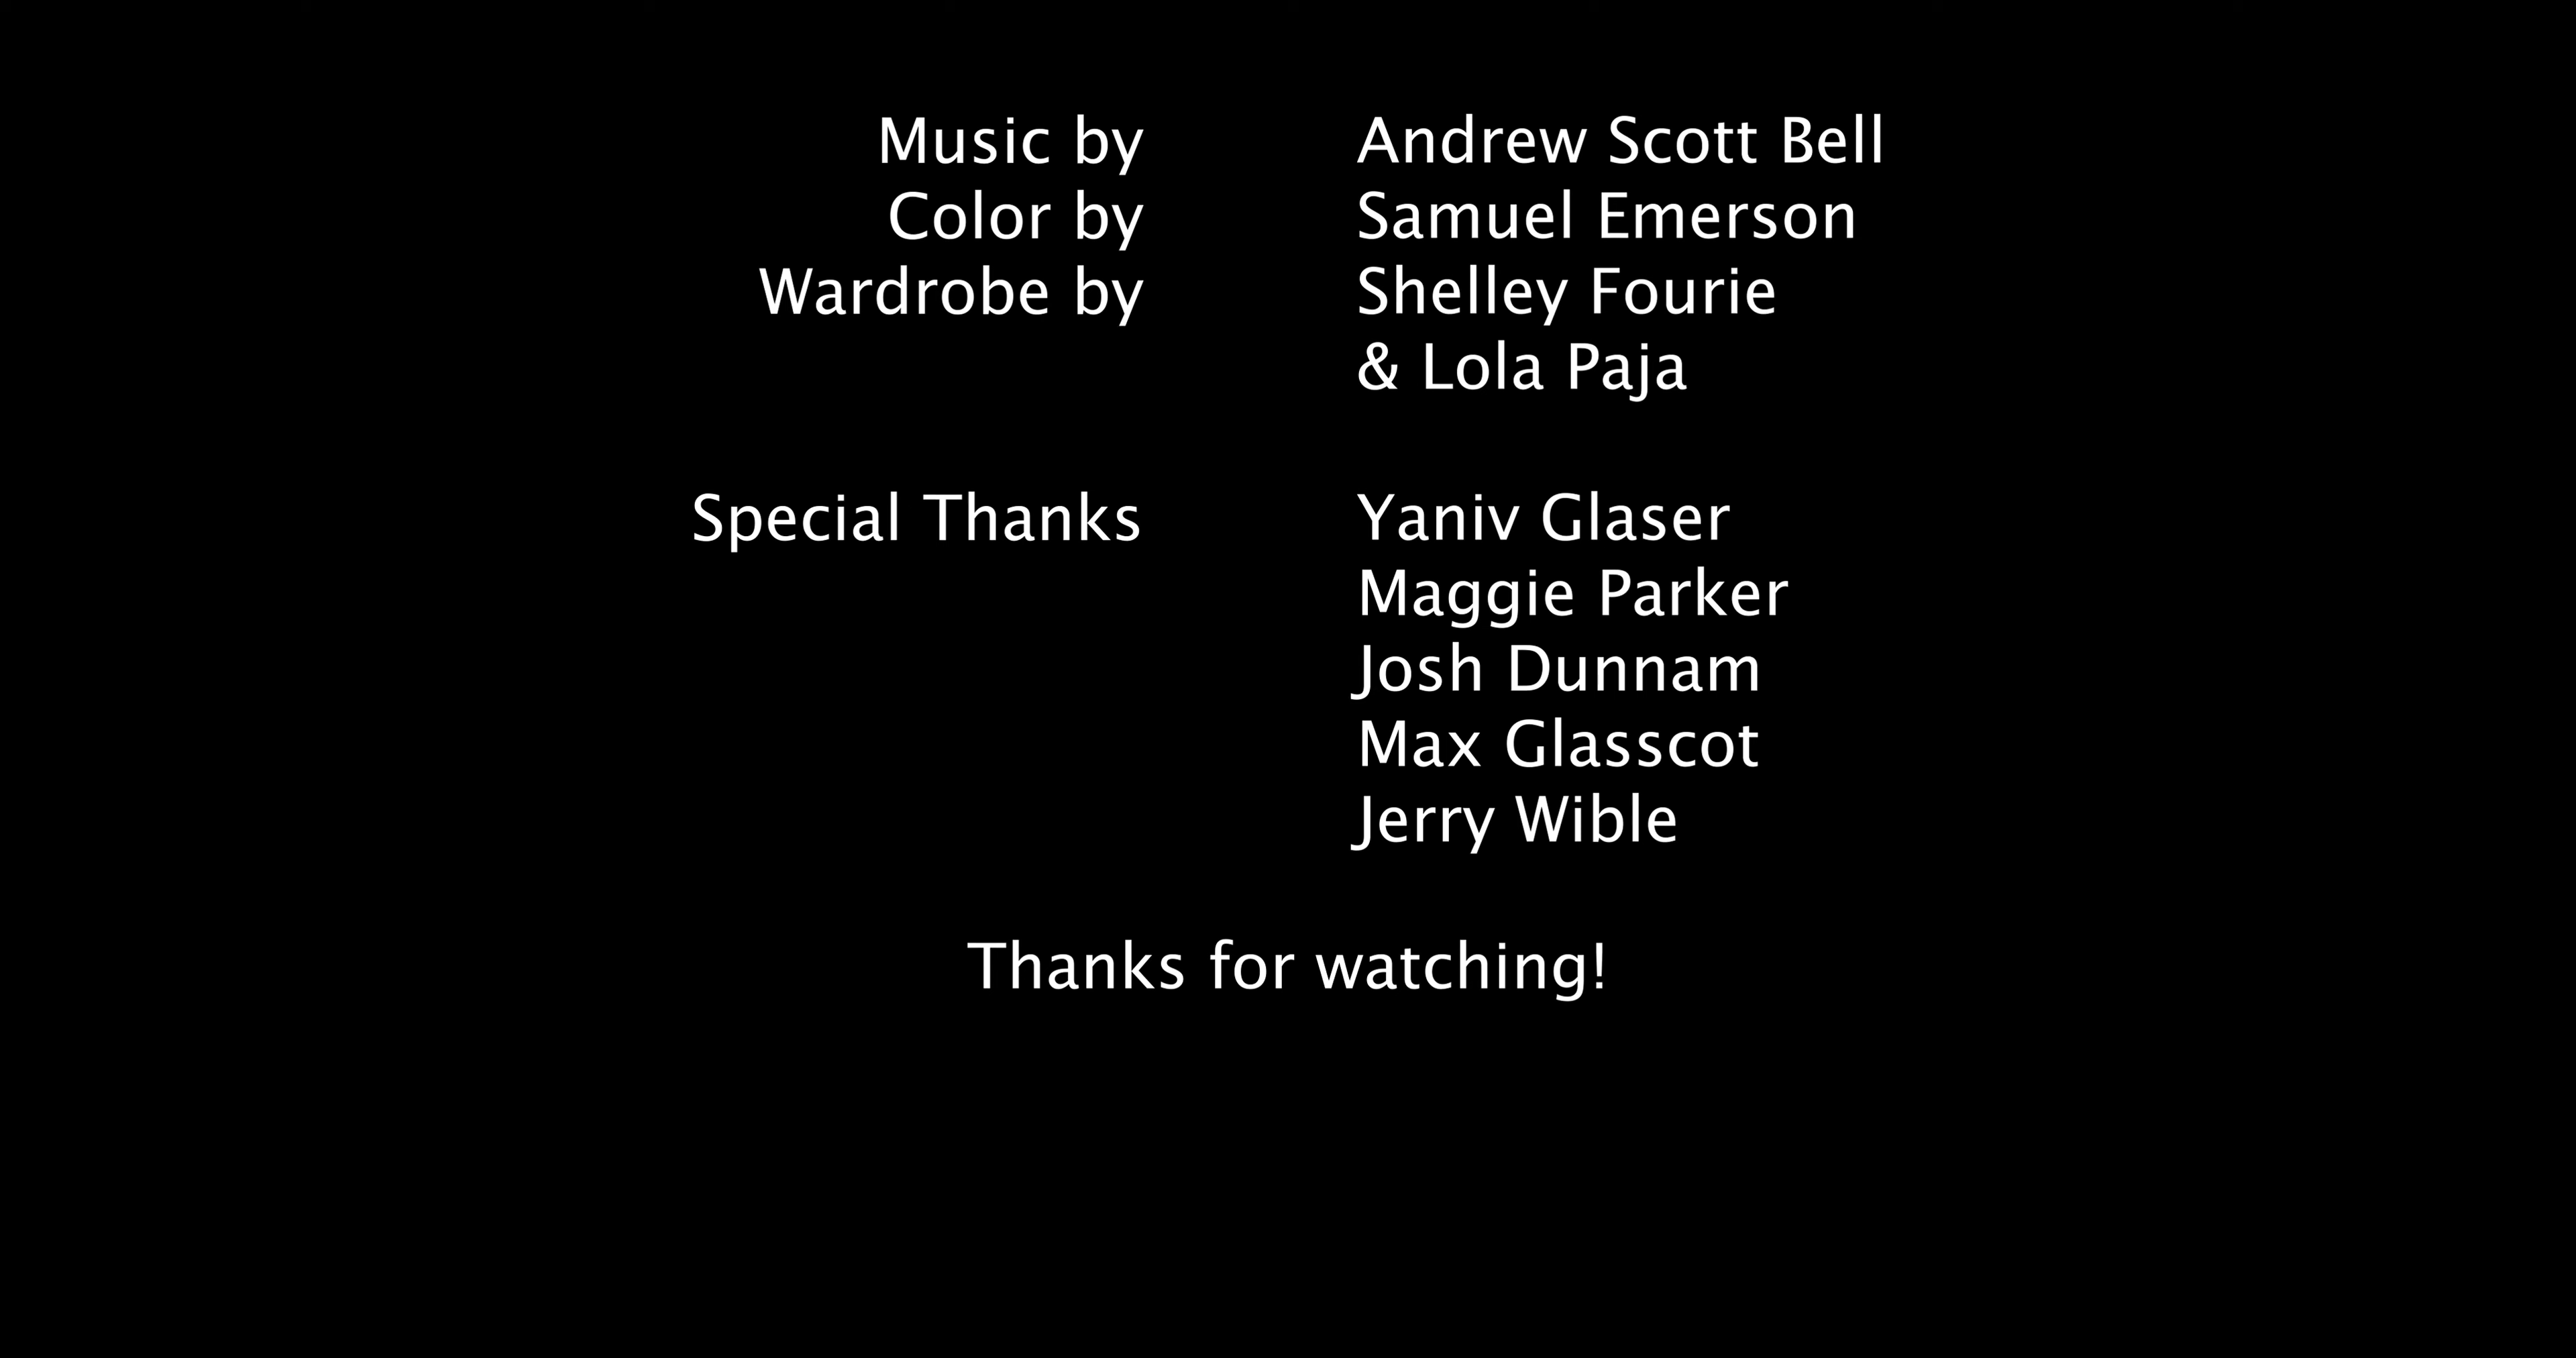 Music by Andrew Scott Bell
Color by Samuel Emerson
Wardrobe by Shelley Fourie
& Lola Paja
Special Thanks Yaniv Glaser
Maggie Parker
Josh Dunnam
Max Glasscot
Jerry Wible
Thanks for watching!